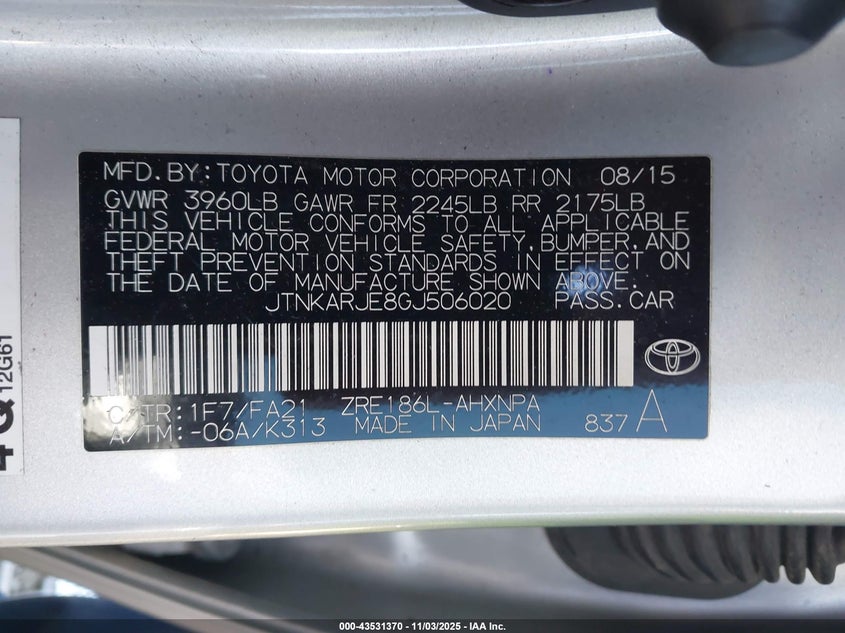 MFD.BY:TOYOTA MOTOR CORPORATION 08/15
GVWR 3960LB GAWR FR 2245LB RR 2175LB
THIS VEHICLE CONFORMS TO ALL APPLICABLE
FEDERAL MOTOR VEHICLE SAFETY,BUMPER,AND
THEFT PREVENTION STANDARDS IN EFFECT ON
THE DATE OF MANUFACTURE SHOWN ABOVE.
JTNKARJE8GJ506020 PASS.CAR
C/TR:1F7/FA21 ZRE186L-AHXNPA
A/TM:-06A/K313 MADE IN JAPAN 837A
12G61
000-43531370 - 11/03/2025 - IAA Inc.